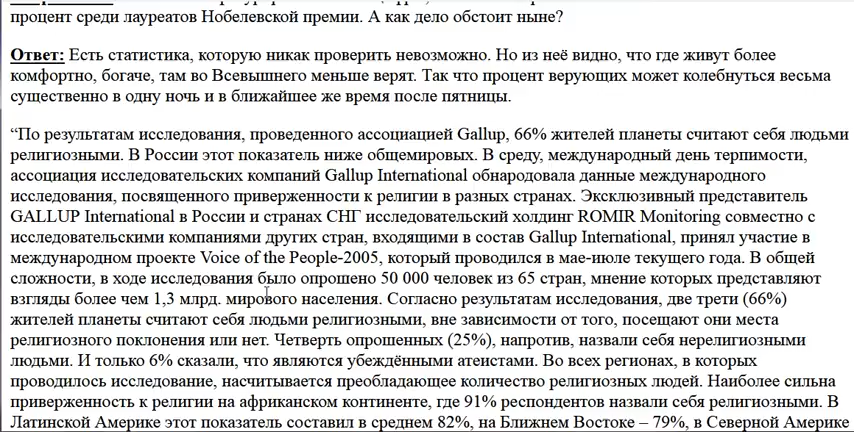 процент среди лауреатов Нобелевской премии. А как дело обстоит ныне?
Ответ: Есть статистика, которую никак проверить невозможно. Но из неё видно, что где живут более
комфортно, богаче, там во Всевышнего меньше верят. Так что процент верующих может колебнуться весьма
существенно в одну ночь и в ближайшее же время после пятницы.
“По результатам исследования, проведенного ассоциацией Gallup, 66% жителей планеты считают себя людьми
религиозными. В России этот показатель ниже общемировых. В среду, международный день терпимости,
ассоциация исследовательских компаний Gallup International обнародовала данные международного
исследования, посвященного приверженности к религии в разных странах. Эксклюзивный представитель
GALLUP International в России и странах СНГ исследовательский холдинг ROMIR Monitoring совместно с
исследовательскими компаниями других стран, входящими в состав Gallup International, принял участие в
международном проекте Voice of the People-2005, который проводился в мае-июле текущего года. В общей
сложности, в ходе исследования было опрошено 50 000 человек из 65 стран, мнение которых представляют
взгляды более чем 1,3 млрд. мирового населения. Согласно результатам исследования, две трети (66%)
жителей планеты считают себя людьми религиозными, вне зависимости от того, посещают они места
религиозного поклонения или нет. Четверть опрошенных (25%), напротив, назвали себя нерелигиозными
людьми. И только 6% сказали, что являются убеждёнными атеистами. Во всех регионах, в которых
проводилось исследование, насчитывается преобладающее количество религиозных людей. Наиболее сильна
приверженность к религии на африканском континенте, где 91% респондентов назвали себя религиозными. В
Латинской Америке этот показатель составил в среднем 82%, на Ближнем Востоке – 79%, в Северной Америке